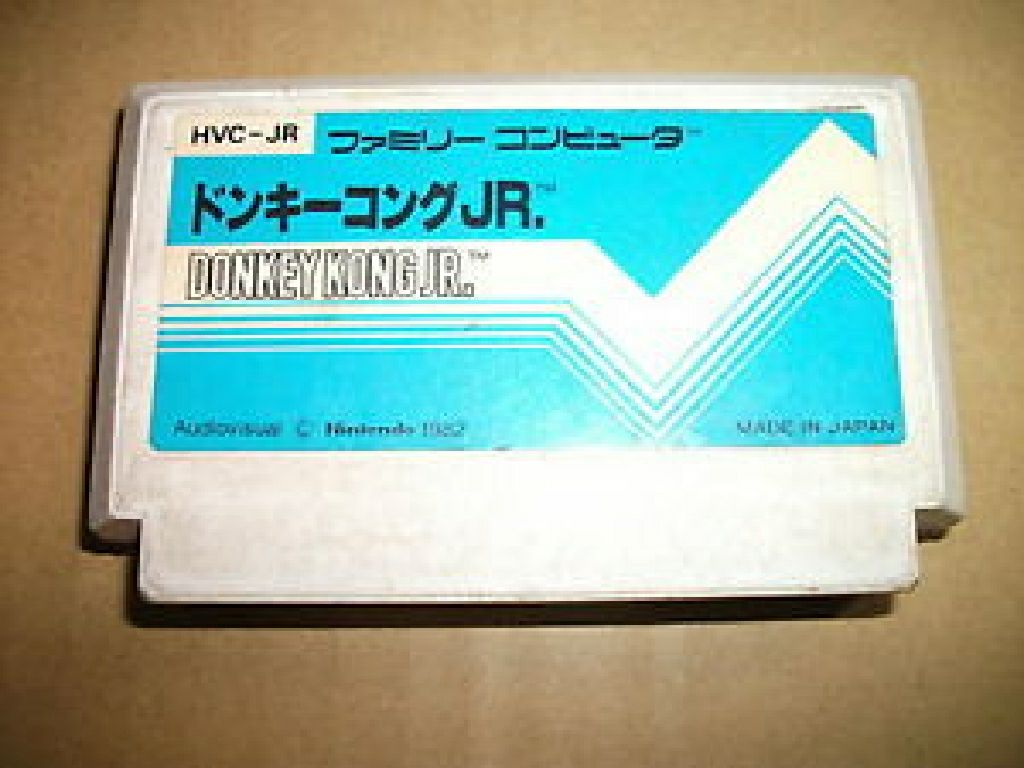 HVC-JR ファミリー コンピュータ™
ドンキーコングJR.™
DONKEY KONG JR.™
Audiovisual © Nintendo 1982
MADE IN JAPAN